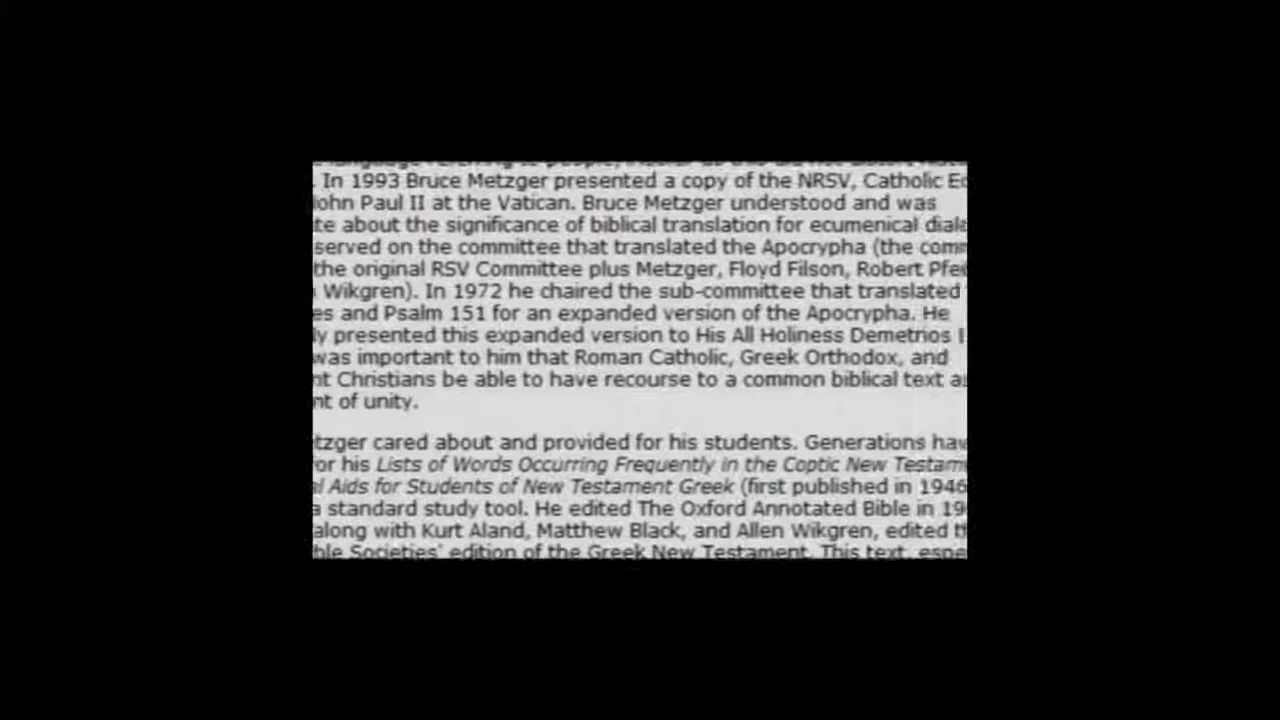 . In 1993 Bruce Metzger presented a copy of the NRSV, Catholic
John Paul II at the Vatican. Bruce Metzger understood and was
te about the significance of biblical translation for ecumenical
served on the committee that translated the Apocrypha (the
the original RSV Committee plus Metzger, Floyd Filson, Robert
Wikgren). In 1972 he chaired the sub-committee that translated
es and Psalm 151 for an expanded version of the Apocrypha. He
ly presented this expanded version to His All Holiness Demetrios
was important to him that Roman Catholic, Greek Orthodox, and
nt Christians be able to have recourse to a common biblical text
nt of unity.
tzger cared about and provided for his students. Generations
or his Lists of Words Occurring Frequently in the Coptic New
Aids for Students of New Testament Greek (first published in 1946
a standard study tool. He edited The Oxford Annotated Bible in 19
along with Kurt Aland, Matthew Black, and Allen Wikgren, edited
ble Societies' edition of the Greek New Testament. This text,